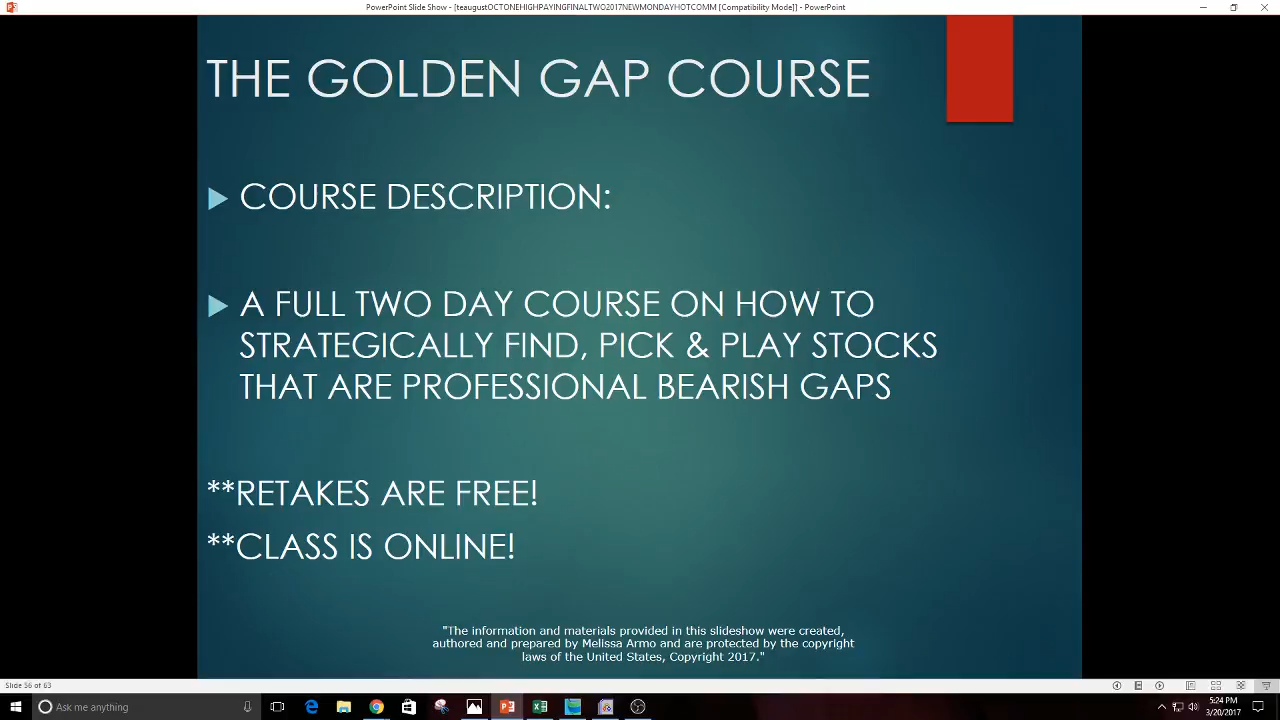 PowerPoint Slide Show - [teaugustOCTONEHIGHPAYINGFINALTWO2017NEWMONDAYHOTCOMM [Compatibility Mode]] - PowerPoint
THE GOLDEN GAP COURSE
COURSE DESCRIPTION:
A FULL TWO DAY COURSE ON HOW TO
STRATEGICALLY FIND, PICK & PLAY STOCKS
THAT ARE PROFESSIONAL BEARISH GAPS
**RETAKES ARE FREE!
**CLASS IS ONLINE!
"The information and materials provided in this slideshow were created,
authored and prepared by Melissa Armo and are protected by the copyright
laws of the United States, Copyright 2017."
Slide 56 of 63
Ask me anything
5:24 PM
3/20/2017